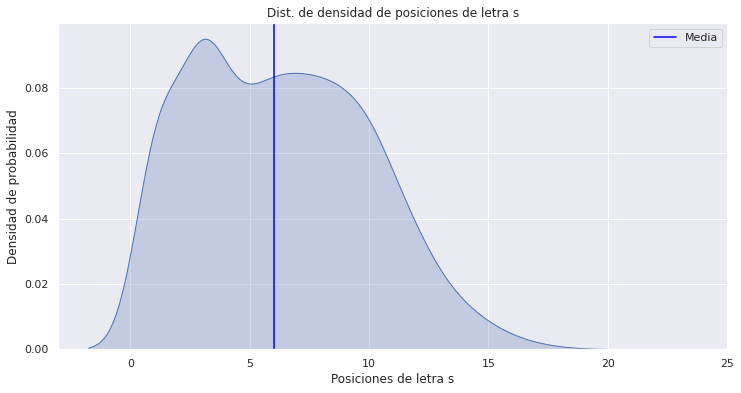 Dist. de densidad de posiciones de letra s
Media
Densidad de probabilidad
0.08
0.06
0.04
0.02
0.00
0 5 10 15 20 25
Posiciones de letra s